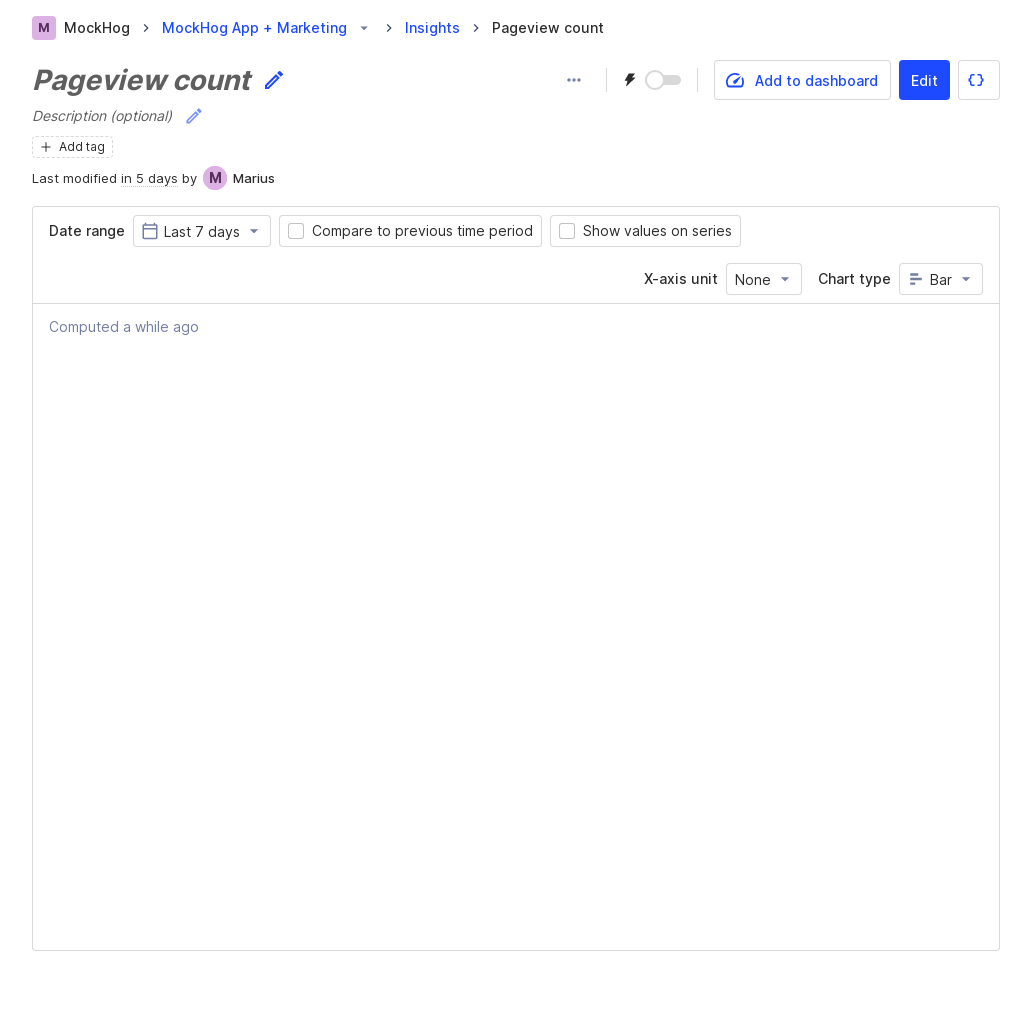 M MockHog MockHog App + Marketing Insights Pageview count
Pageview count
Add to dashboard Edit
Description (optional)
Add tag
Last modified in 5 days by M Marius
Date range Last 7 days Compare to previous time period Show values on series
X-axis unit None Chart type Bar
Computed a while ago